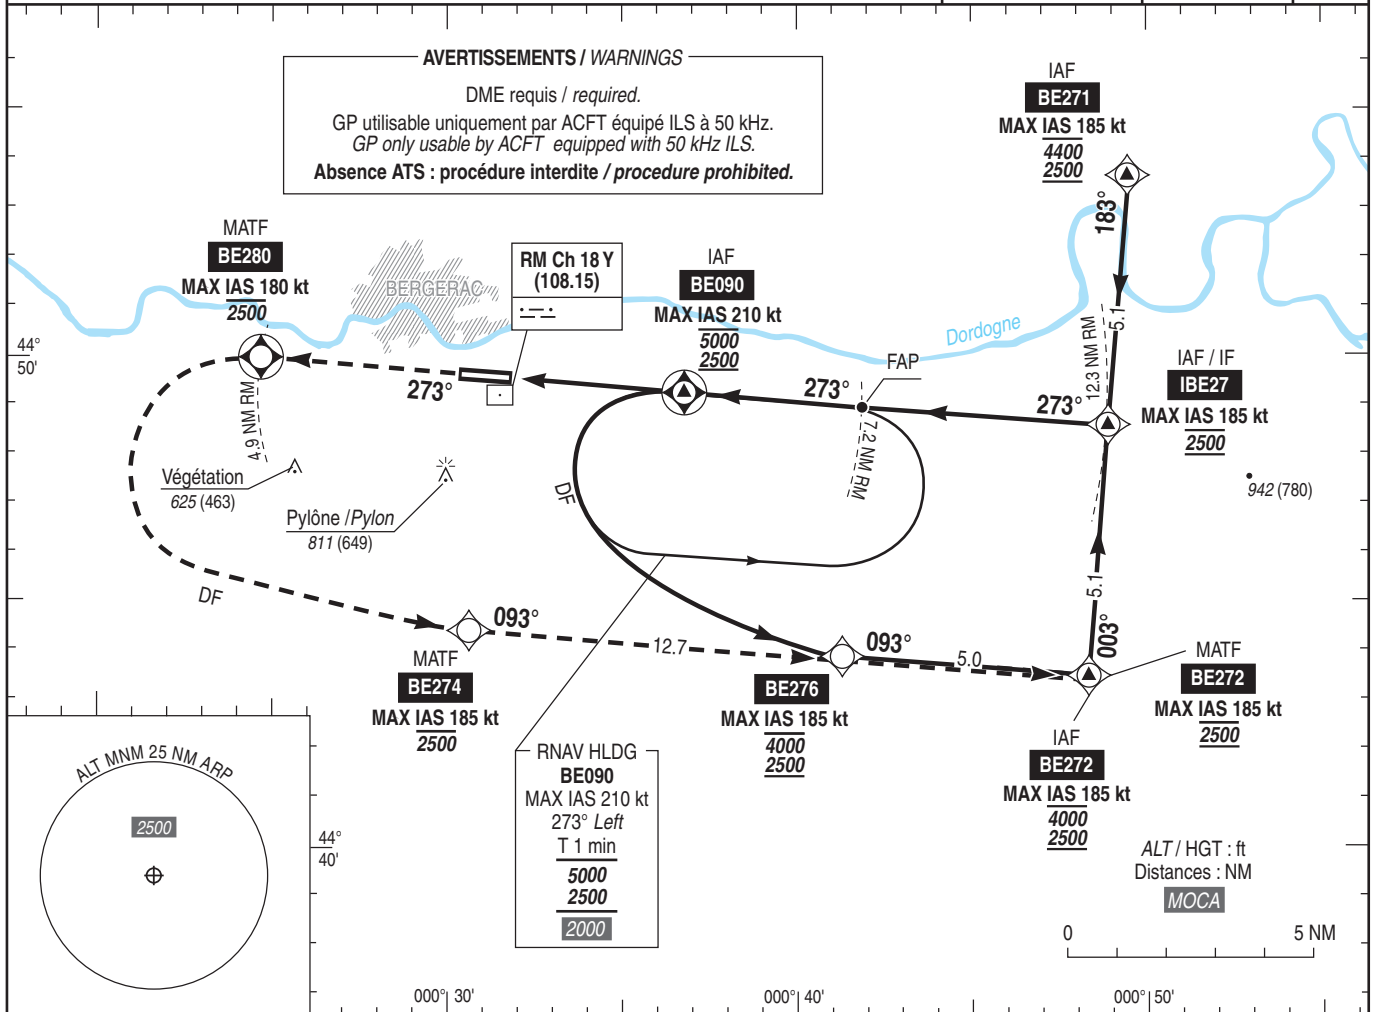 AVERTISSEMENTS / WARNINGS
DME requis / required.
GP utilisable uniquement par ACFT équipé ILS à 50 kHz.
GP only usable by ACFT equipped with 50 kHz ILS.
Absence ATS : procédure interdite / procedure prohibited.
IAF
BE271
MAX IAS 185 kt
4400
2500
183°
5.1
MATF
BE280
MAX IAS 180 kt
2500
BERGERAC
RM Ch 18 Y
(108.15)
IAF
BE090
MAX IAS 210 kt
5000
2500
Dordogne
FAP
12.3 NM RM
IAF / IF
IBE27
MAX IAS 185 kt
2500
44°
50'
273°
273°
273°
4.9 NM RM
7.2 NM RM
Végétation
625 (463)
Pylône / Pylon
811 (649)
942 (780)
DF
DF
5.1
003°
093°
12.7
093°
5.0
MATF
BE274
MAX IAS 185 kt
2500
BE276
MAX IAS 185 kt
4000
2500
MATF
BE272
MAX IAS 185 kt
2500
IAF
BE272
MAX IAS 185 kt
4000
2500
RNAV HLDG
BE090
MAX IAS 210 kt
273° Left
T 1 min
5000
2500
2000
ALT MNM 25 NM ARP
2500
44°
40'
ALT / HGT : ft
Distances : NM
MOCA
0 5 NM
000° 30'
000° 40'
000° 50'